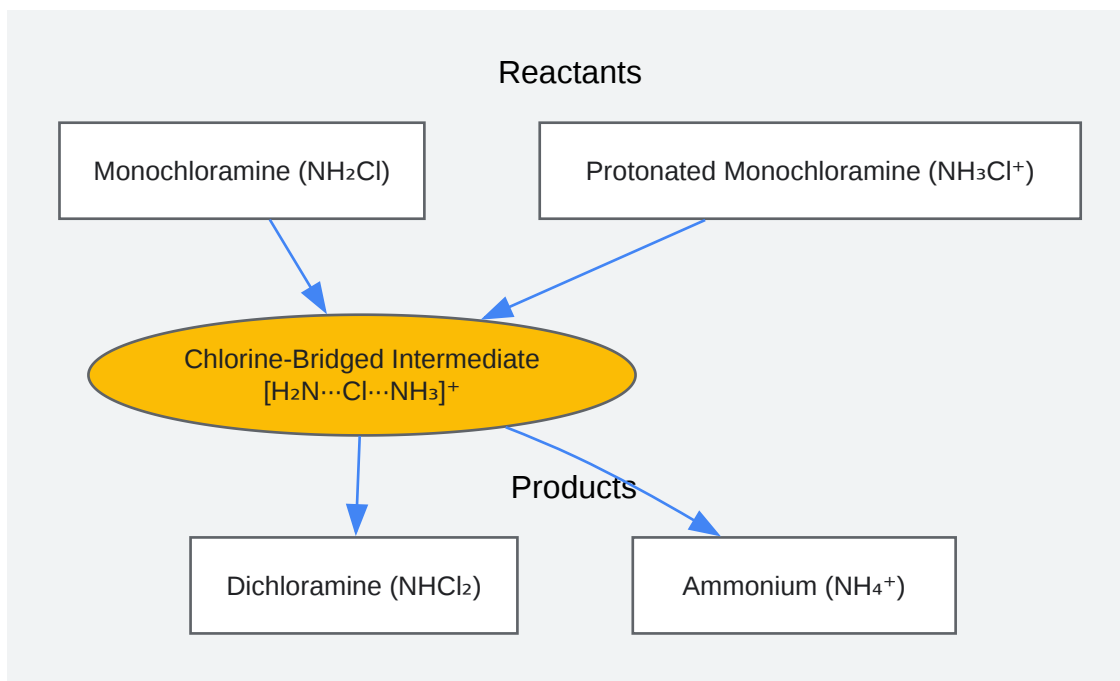 Reactants
Monochloramine (NH₂Cl)
Protonated Monochloramine (NH₃Cl⁺)
Chlorine-Bridged Intermediate
[H₂N···Cl···NH₃]⁺
Products
Dichloramine (NHCl₂)
Ammonium (NH₄⁺)